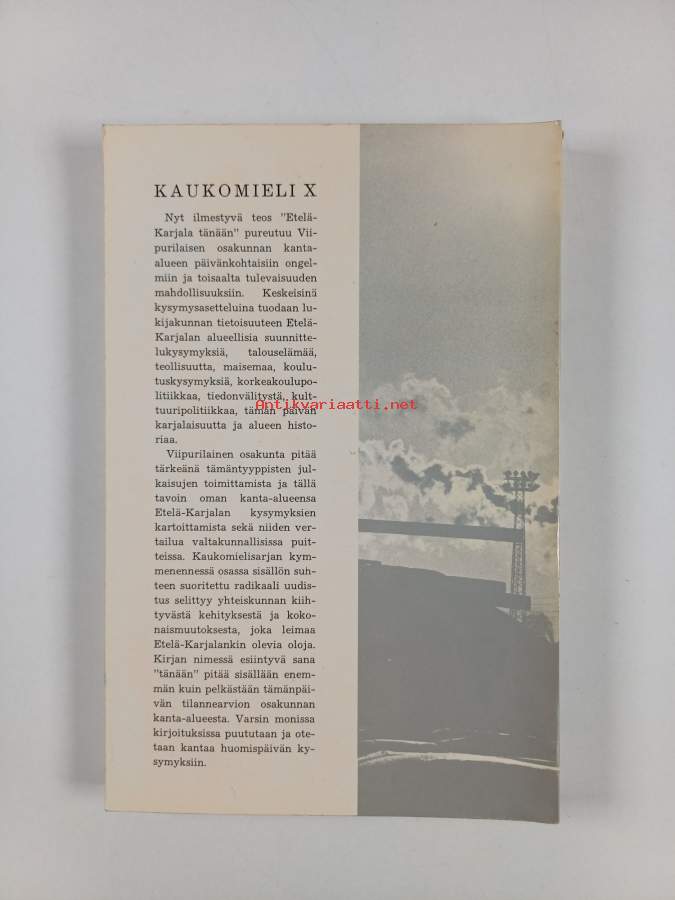 KAUKOMIELI X
Nyt ilmestyvä teos "Etelä-
Karjala tänään" pureutuu Vii-
purilaisen osakunnan kanta-
alueen päivänkohtaisiin ongel-
miin ja toisaalta tulevaisuuden
mahdollisuuksiin. Keskeisinä
kysymysasetteluina tuodaan lu-
kijakunnan tietoisuuteen Etelä-
Karjalan alueellisia suunnitte-
lukysymyksiä, talouselämää,
teollisuutta, maisemaa, koulu-
tuskysymyksiä, korkeakoulupo-
litiikkaa, tiedonvälitystä, kult-
tuuripolitiikkaa, tämän päivän
karjalaisuutta ja alueen histo-
riaa.
Viipurilainen osakunta pitää
tärkeänä tämäntyyppisten jul-
kaisujen toimittamista ja tällä
tavoin oman kanta-alueensa
Etelä-Karjalan kysymyksien
kartoittamista sekä niiden ver-
tailua valtakunnallisissa puit-
teissa. Kaukomielisarjan kym-
menennessä osassa sisällön suh-
teen suoritettu radikaali uudis-
tus selittyy yhteiskunnan kiih-
tyvästä kehityksestä ja koko-
naismuutoksesta, joka leimaa
Etelä-Karjalankin olevia oloja.
Kirjan nimessä esiintyvä sana
"tänään" pitää sisällään enem-
män kuin pelkästään tämänpäi-
vän tilannearvion osakunnan
kanta-alueesta. Varsin monissa
kirjoituksissa puututaan ja ote-
taan kantaa huomispäivän ky-
symyksiin.
Antikvariaatti.net